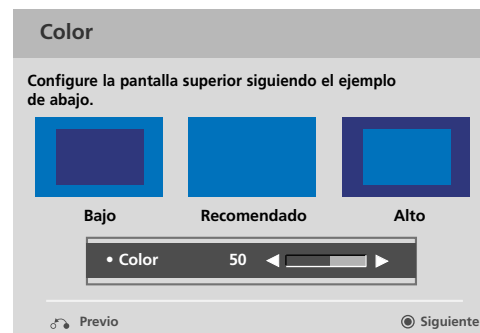 Color
Configure la pantalla superior siguiendo el ejemplo
de abajo.
Bajo Recomendado Alto
• Color 50
Previo Siguiente